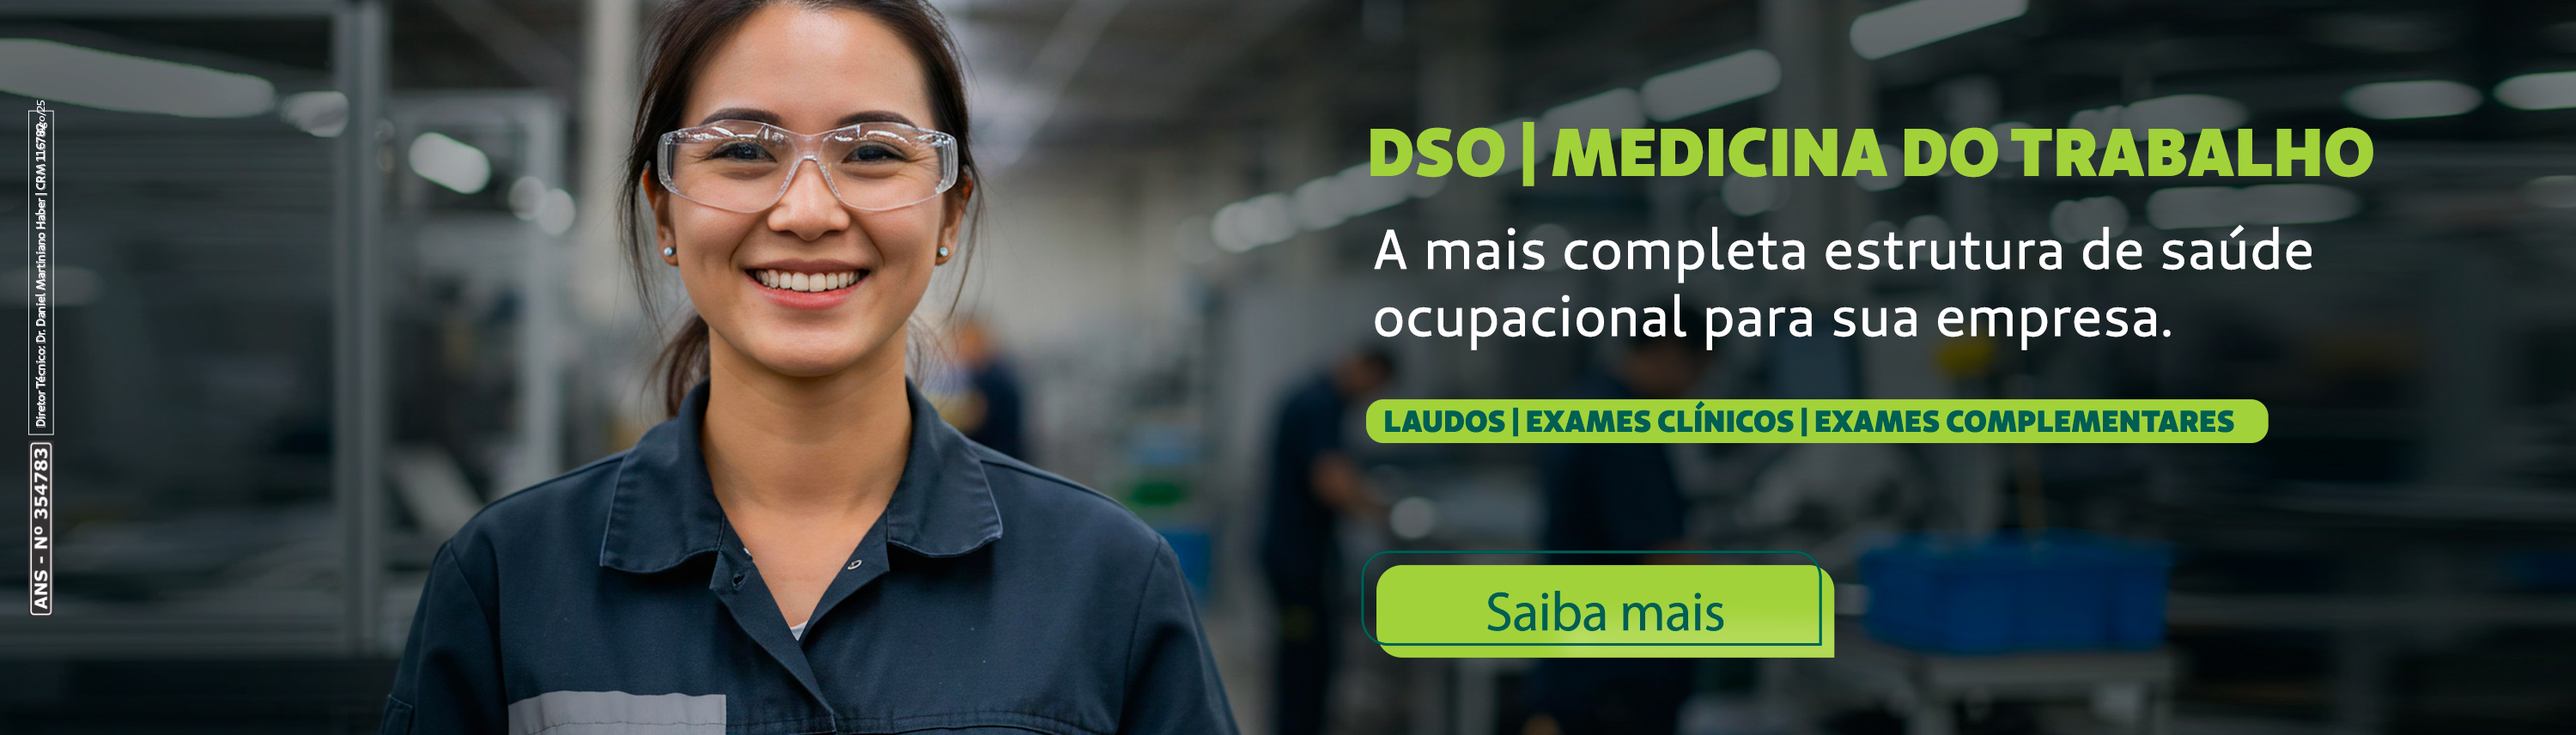 DSO | MEDICINA DO TRABALHO
A mais completa estrutura de saúde
ocupacional para sua empresa.
LAUDOS | EXAMES CLÍNICOS | EXAMES COMPLEMENTARES
Saiba mais
Diretor Técnico: Dr. Daniel Martiniano Haber | CRM 116782
ANS - Nº 354783